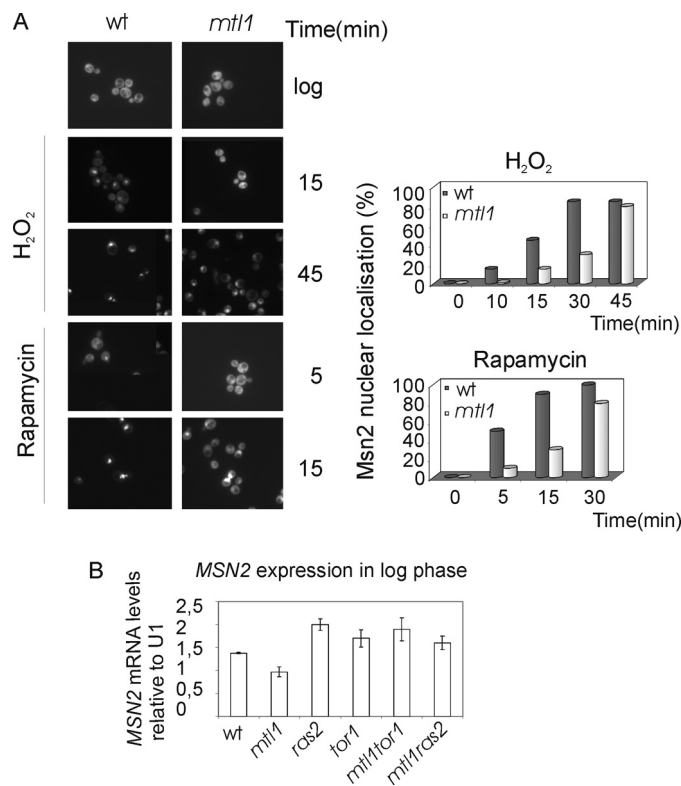 A
wt mtl1 Time(min)
log
H₂O₂
15
45
Rapamycin
5
15
Msn2 nuclear localisation (%)
H₂O₂
wt
mtl1
100
80
60
40
20
0
0 10 15 30 45
Time(min)
Rapamycin
wt
mtl1
100
80
60
40
20
0
0 5 15 30
Time(min)
B
MSN2 expression in log phase
MSN2 mRNA levels
relative to U1
2,5
2
1,5
1
0,5
0
wt mtl1 ras2 tor1 mtl1tor1 mtl1ras2